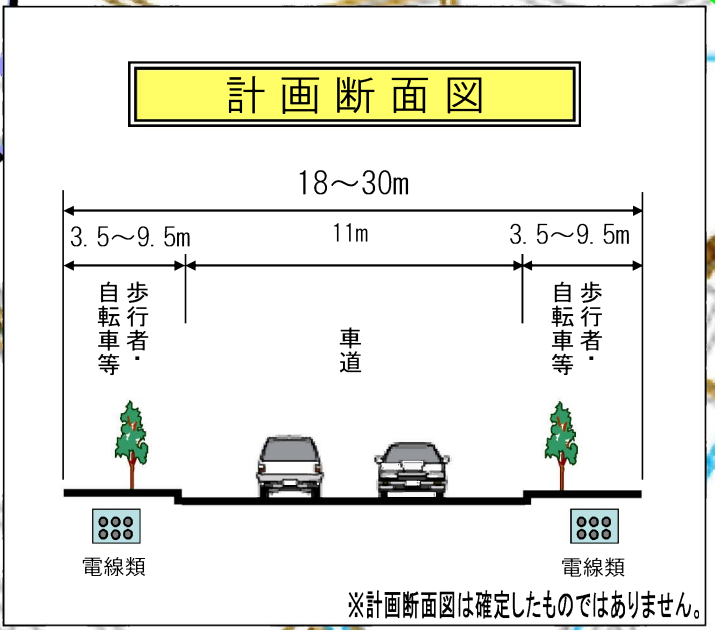 計画断面図
18～30m
3.5～9.5m
11m
3.5～9.5m
歩行者・
自転車等
車道
歩行者・
自転車等
電線類
電線類
※計画断面図は確定したものではありません。